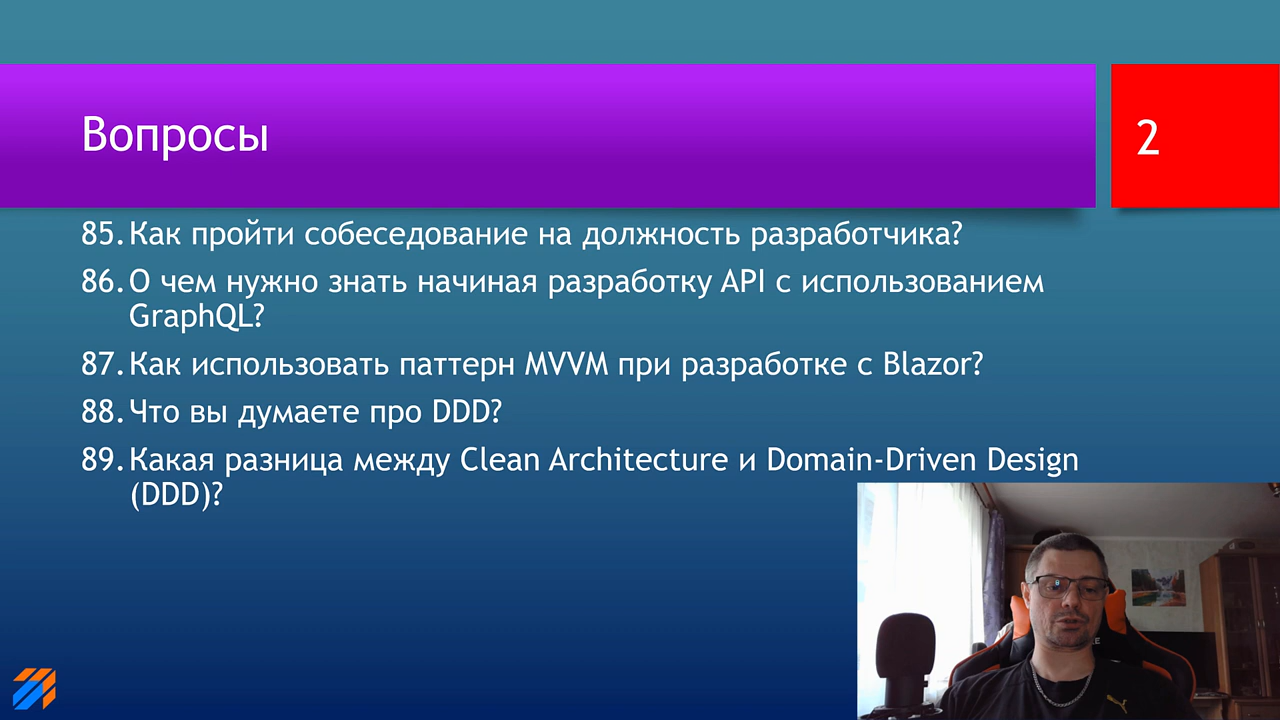 Вопросы
2
85. Как пройти собеседование на должность разработчика?
86. О чем нужно знать начиная разработку API с использованием
GraphQL?
87. Как использовать паттерн MVVM при разработке с Blazor?
88. Что вы думаете про DDD?
89. Какая разница между Clean Architecture и Domain-Driven Design
(DDD)?